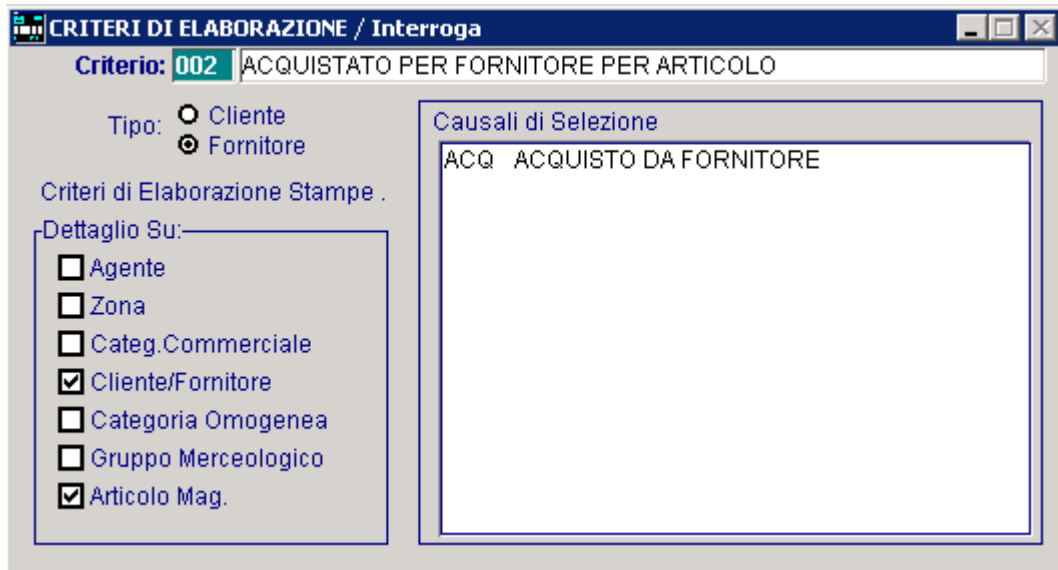 CRITERI DI ELABORAZIONE / Interroga
Criterio: 002 ACQUISTATO PER FORNITORE PER ARTICOLO
Tipo: Cliente
Fornitore
Criteri di Elaborazione Stampe .
Dettaglio Su:
Agente
Zona
Categ.Commerciale
Cliente/Fornitore
Categoria Omogenea
Gruppo Merceologico
Articolo Mag.
Causali di Selezione
ACQ ACQUISTO DA FORNITORE